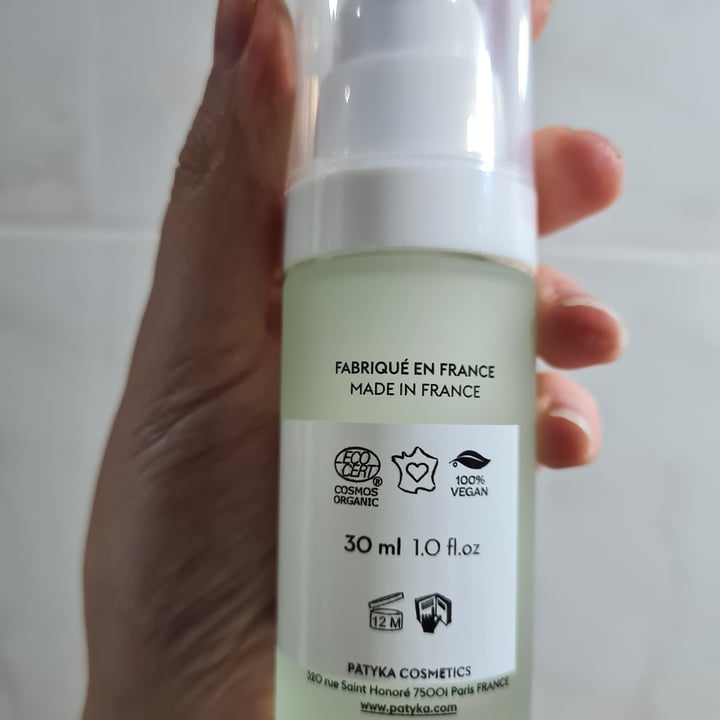 FABRIQUÉ EN FRANCE
MADE IN FRANCE
ECO
CERT
®
COSMOS
ORGANIC
100%
VEGAN
30 ml 1.0 fl.oz
12 M
PATYKA COSMETICS
320 rue Saint Honoré 75001 Paris FRANCE
www.patyka.com